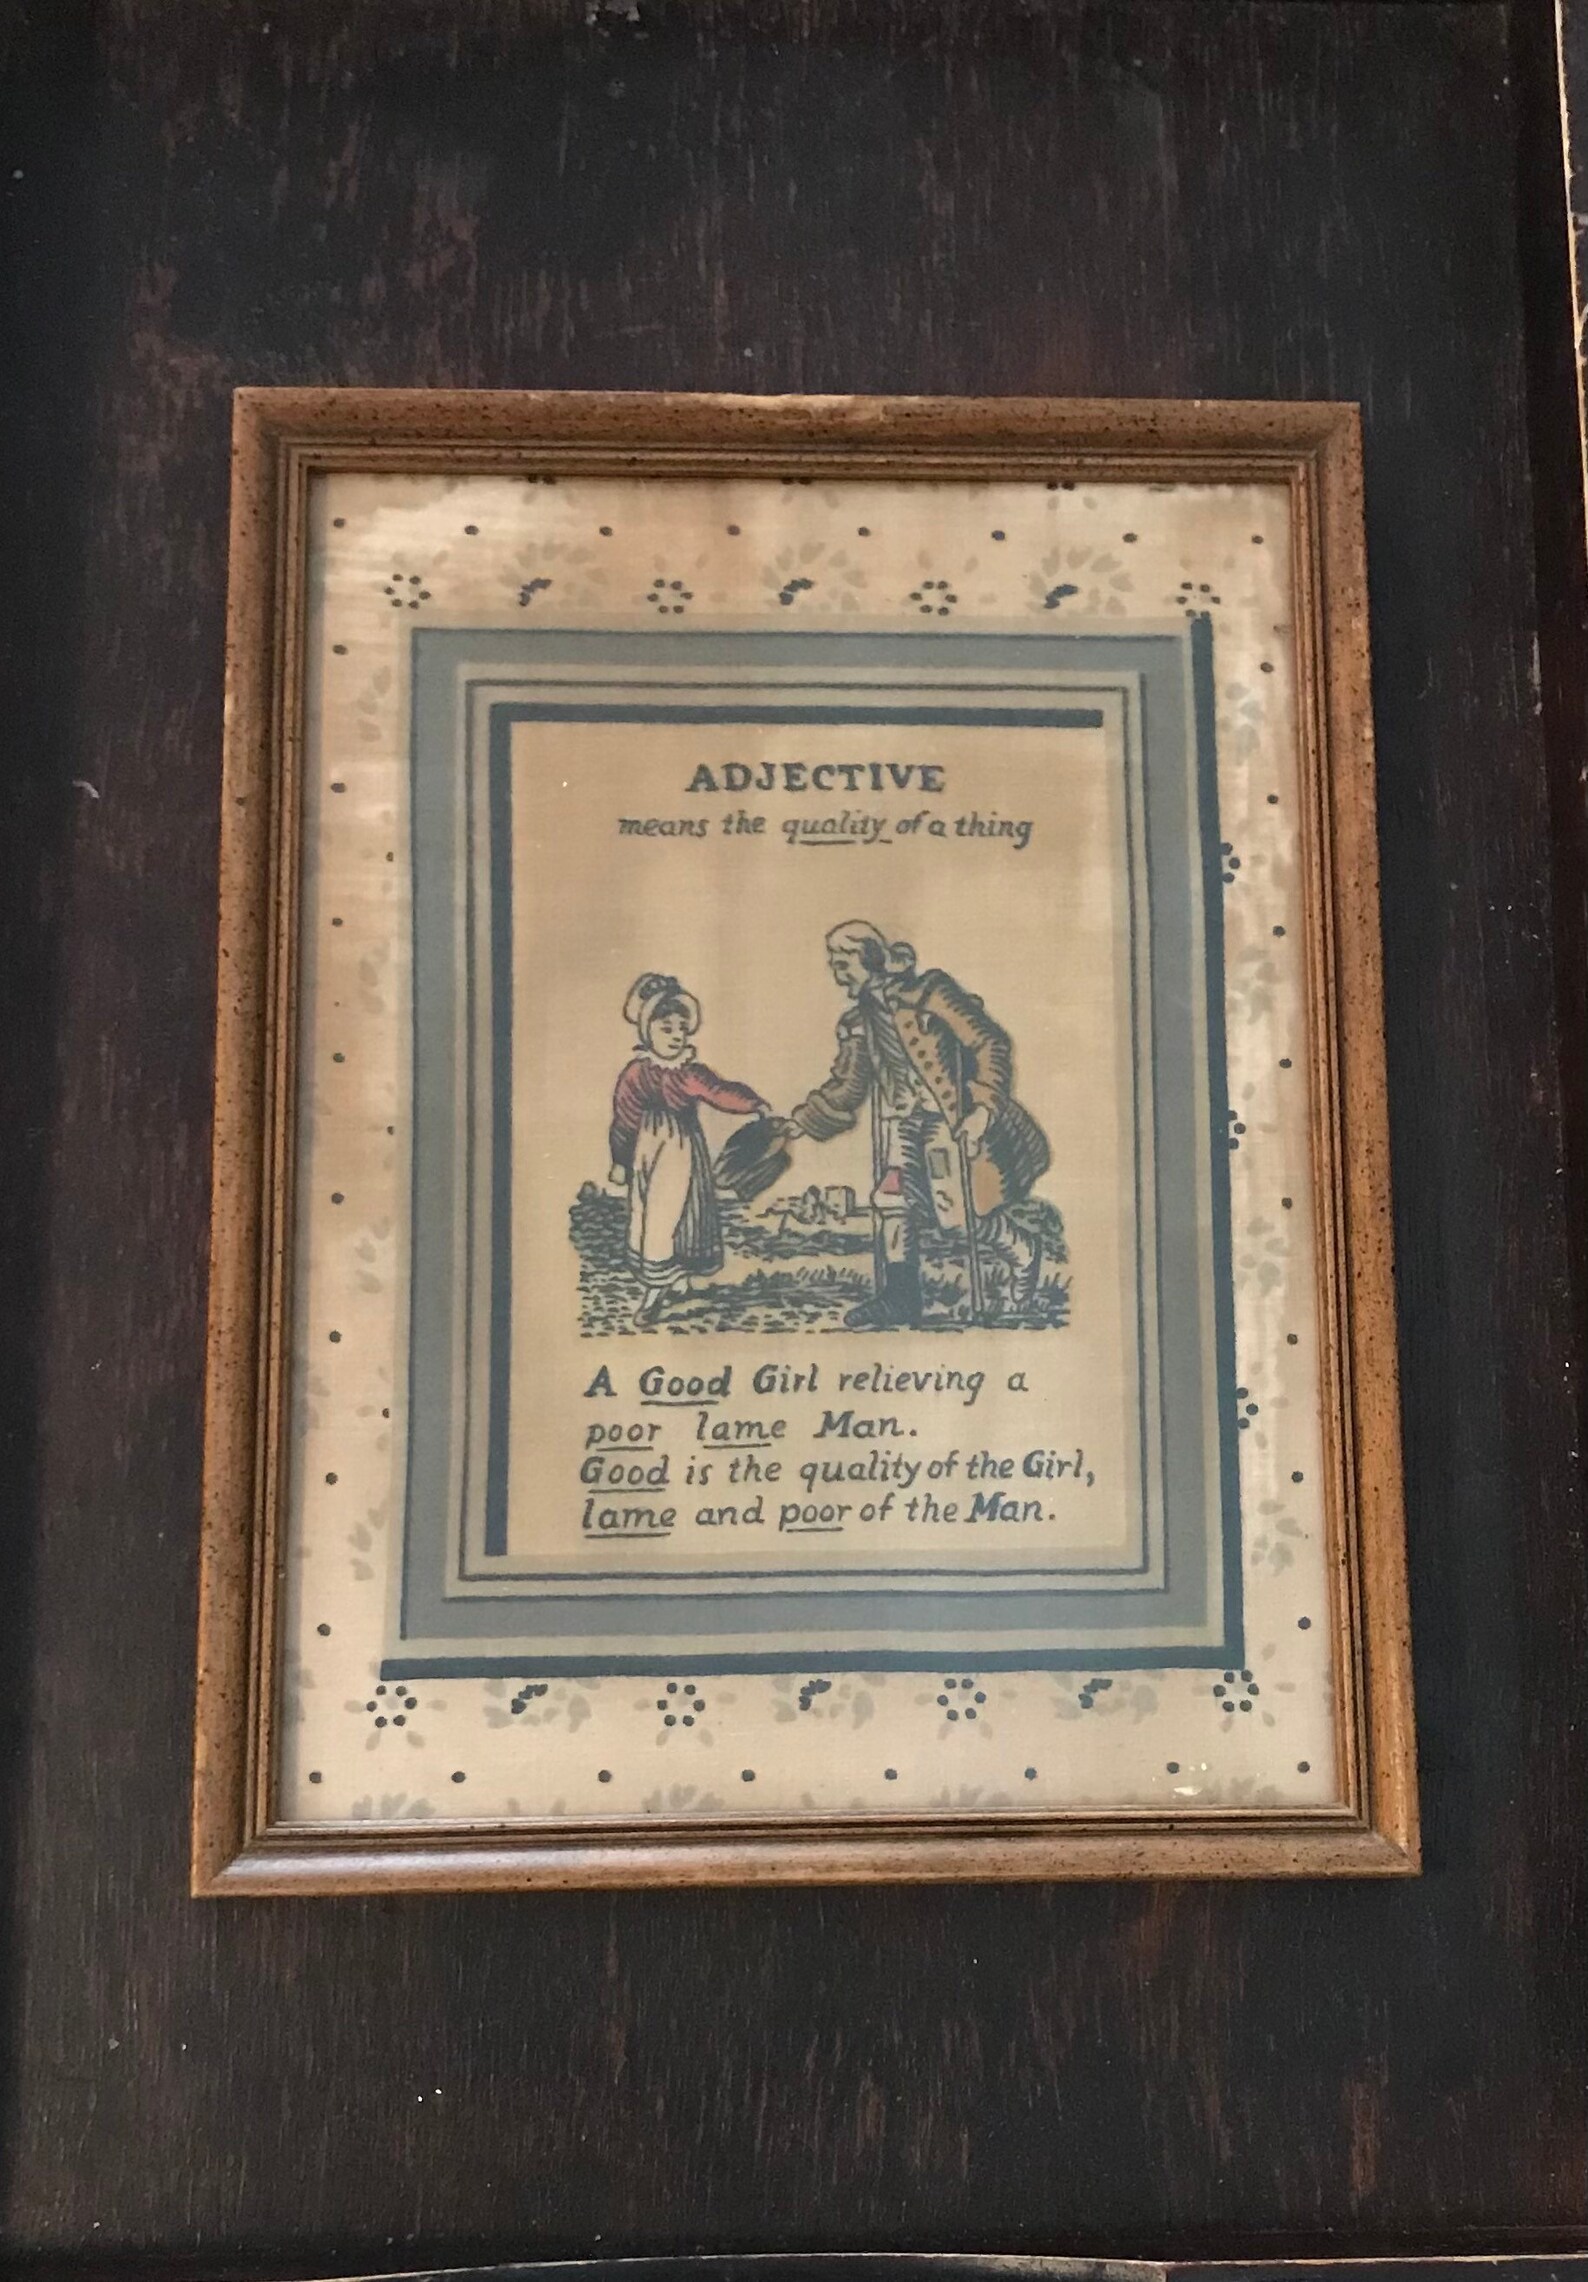 ADJECTIVE
means the quality of a thing
A Good Girl relieving a
poor lame Man.
Good is the quality of the Girl,
lame and poor of the Man.